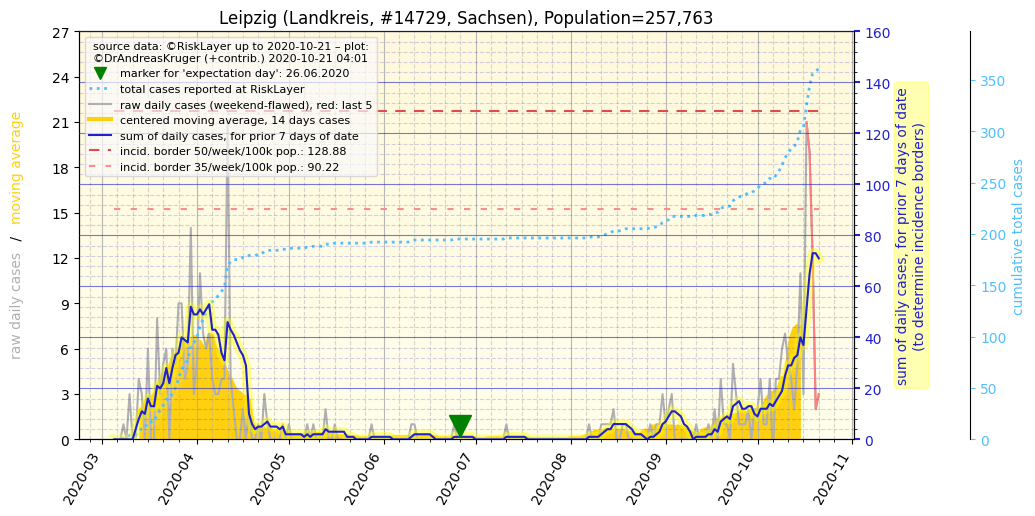 Leipzig (Landkreis, #14729, Sachsen), Population=257,763
source data: ©RiskLayer up to 2020-10-21 – plot:
©DrAndreasKruger (+contrib.) 2020-10-21 04:01
marker for 'expectation day': 26.06.2020
total cases reported at RiskLayer
raw daily cases (weekend-flawed), red: last 5
centered moving average, 14 days cases
sum of daily cases, for prior 7 days of date
incid. border 50/week/100k pop.: 128.88
incid. border 35/week/100k pop.: 90.22
raw daily cases / moving average
27
24
21
18
15
12
9
6
3
0
2020-03
2020-04
2020-05
2020-06
2020-07
2020-08
2020-09
2020-10
2020-11
160
140
120
100
80
60
40
20
0
sum of daily cases, for prior 7 days of date
(to determine incidence borders)
350
300
250
200
150
100
50
0
cumulative total cases